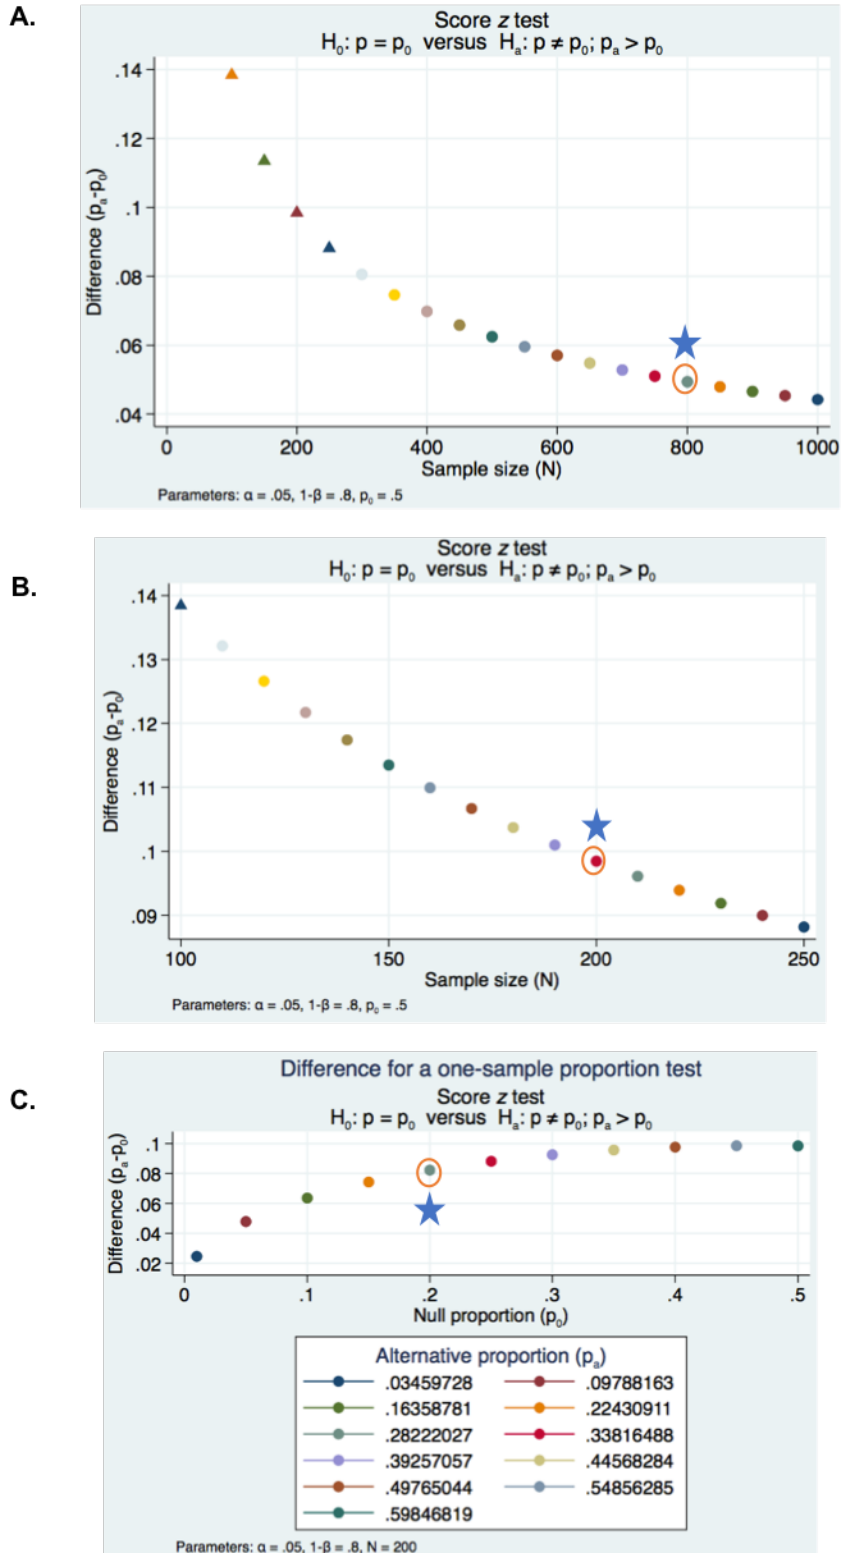 A.
Score z test
H₀: p = p₀ versus Hₐ: p ≠ p₀; pₐ > p₀
Difference (pₐ-p₀)
.14
.12
.1
.08
.06
.04
0 200 400 600 800 1000
Sample size (N)
Parameters: α = .05, 1-β = .8, p₀ = .5
B.
Score z test
H₀: p = p₀ versus Hₐ: p ≠ p₀; pₐ > p₀
Difference (pₐ-p₀)
.14
.13
.12
.11
.1
.09
100 150 200 250
Sample size (N)
Parameters: α = .05, 1-β = .8, p₀ = .5
C.
Difference for a one-sample proportion test
Score z test
H₀: p = p₀ versus Hₐ: p ≠ p₀; pₐ > p₀
Difference (pₐ-p₀)
.1
.08
.06
.04
.02
0 .1 .2 .3 .4 .5
Null proportion (p₀)
Alternative proportion (pₐ)
.03459728 .09788163
.16358781 .22430911
.28222027 .33816488
.39257057 .44568284
.49765044 .54856285
.59846819
Parameters: α = .05, 1-β = .8, N = 200